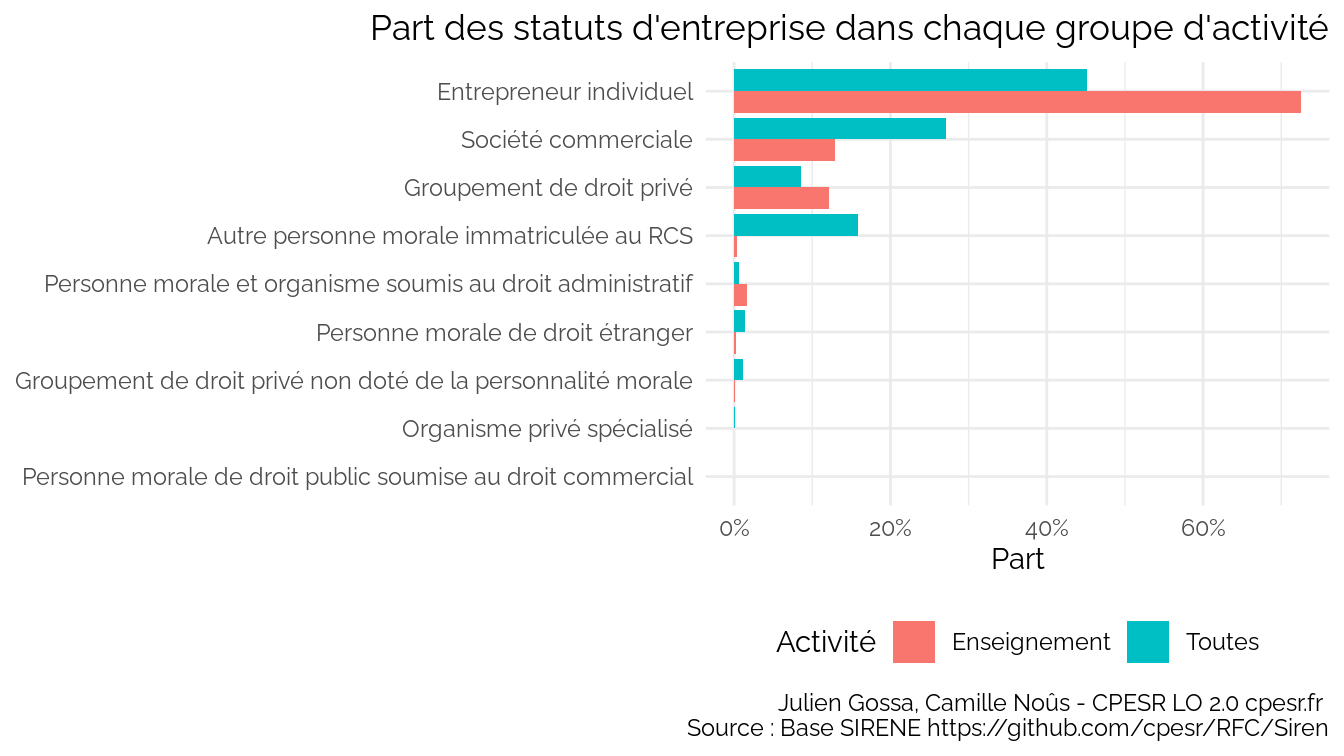 Part des statuts d'entreprise dans chaque groupe d'activité
Entrepreneur individuel
Société commerciale
Groupement de droit privé
Autre personne morale immatriculée au RCS
Personne morale et organisme soumis au droit administratif
Personne morale de droit étranger
Groupement de droit privé non doté de la personnalité morale
Organisme privé spécialisé
Personne morale de droit public soumise au droit commercial
0% 20% 40% 60%
Part
Activité Enseignement Toutes
Julien Gossa, Camille Noûs - CPESR LO 2.0 cpesr.fr
Source : Base SIRENE https://github.com/cpesr/RFC/Siren